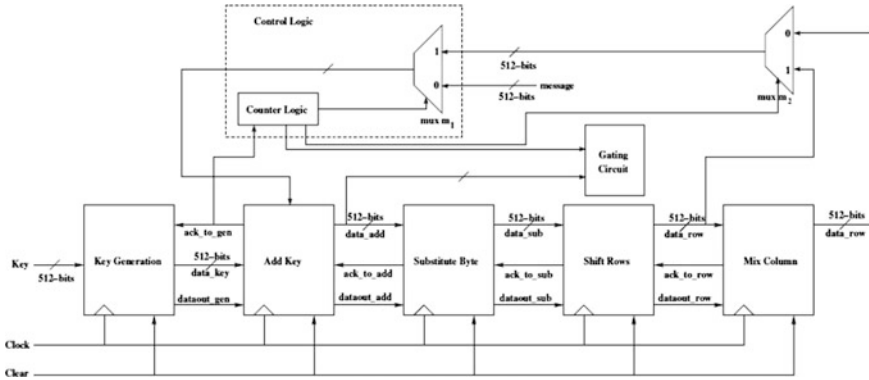 Control Logic
0
1
512-bits
1
0
message
512-bits
mux m2
mux m1
Counter Logic
Gating
Circuit
512-bits
512-bits
512-bits
512-bits
ack_to_gen
data_add
data_sub
data_row
data_row
Key
512-bits
Key Generation
512-bits
data_key
Add Key
ack_to_add
Substitute Byte
ack_to_sub
Shift Rows
ack_to_row
Mix Column
dataout_gen
dataout_add
dataout_sub
dataout_row
Clock
Clear